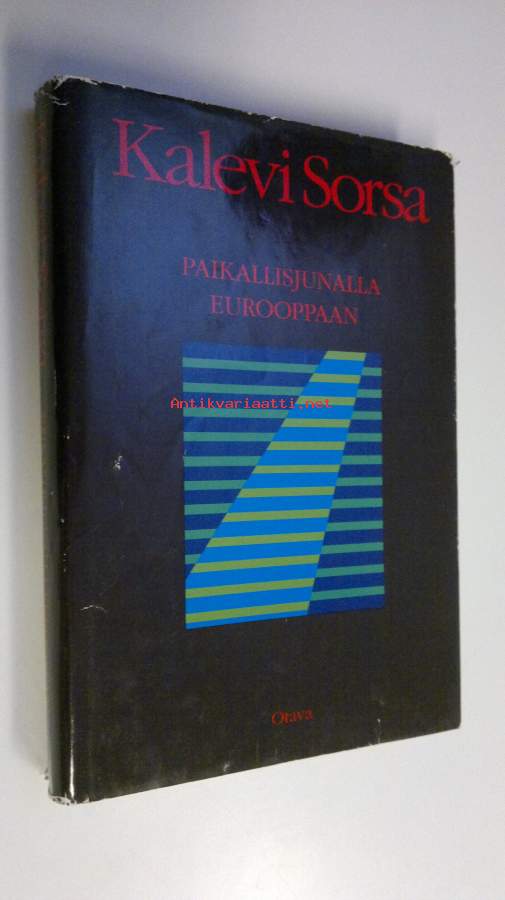 Kalevi Sorsa
PAIKALLISJUNALLA
EUROOPPAAN
Antikvariaatti.net
Otava